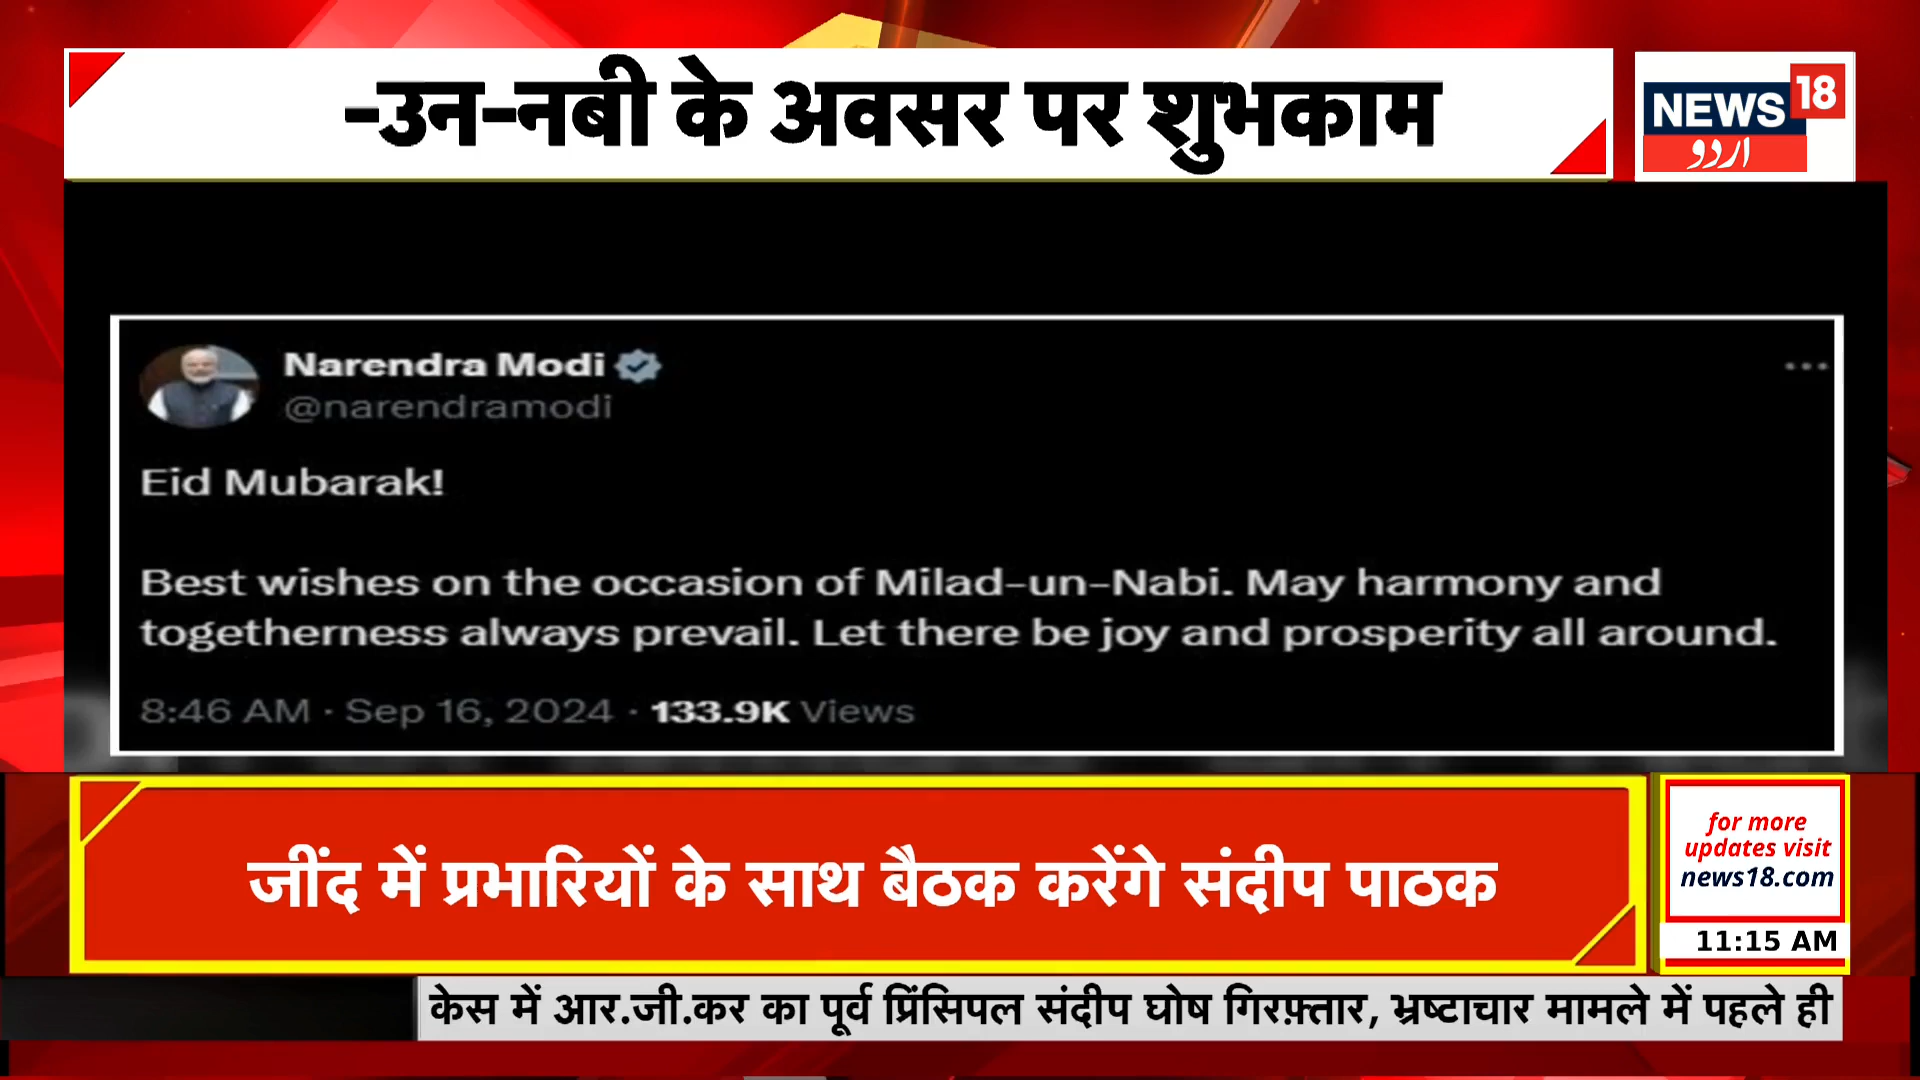 -उन-नबी के अवसर पर शुभकाम
NEWS 18
اردو
Narendra Modi
@narendramodi
Eid Mubarak!
Best wishes on the occasion of Milad-un-Nabi. May harmony and
togetherness always prevail. Let there be joy and prosperity all around.
8:46 AM · Sep 16, 2024 · 133.9K Views
जींद में प्रभारियों के साथ बैठक करेंगे संदीप पाठक
for more
updates visit
news18.com
11:15 AM
केस में आर.जी.कर का पूर्व प्रिंसिपल संदीप घोष गिरफ़्तार, भ्रष्टाचार मामले में पहले ही